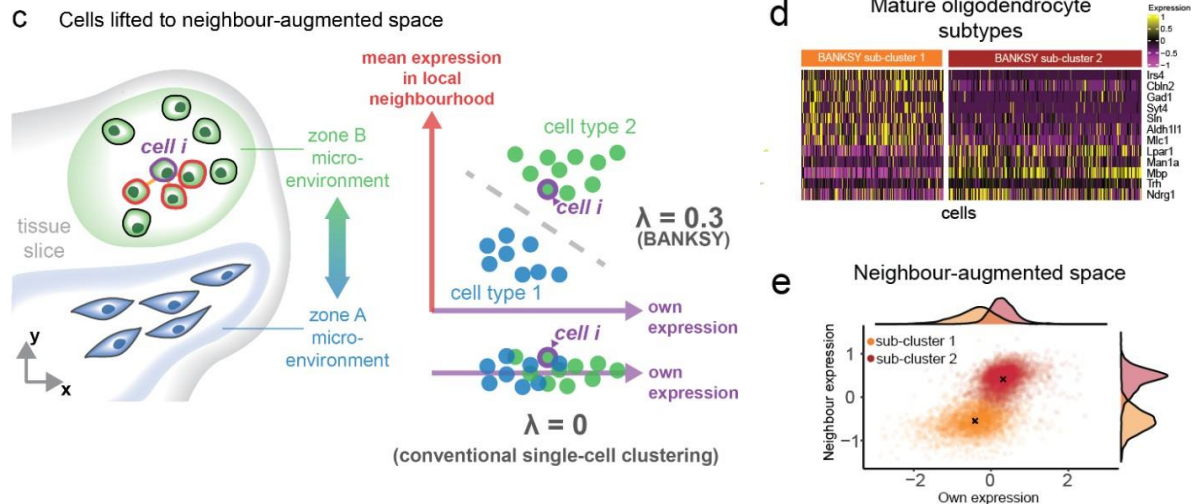 c Cells lifted to neighbour-augmented space
mean expression
in local
neighbourhood
cell i
zone B
micro-
environment
tissue
slice
zone A
micro-
environment
y
x
cell type 2
cell i
λ = 0.3
(BANKSY)
cell type 1
own
expression
cell i
own
expression
λ = 0
(conventional single-cell clustering)
d
Mature oligodendrocyte
subtypes
Expression
1
0.5
0
−0.5
−1
BANKSY sub-cluster 1 BANKSY sub-cluster 2
Irs4
Cbln2
Gad1
Syt4
Sln
Aldh1l1
Mlc1
Lpar1
Man1a
Mbp
Trh
Ndrg1
cells
e
Neighbour-augmented space
sub-cluster 1
sub-cluster 2
Neighbour expression
1
0
−1
−2 0 2
Own expression